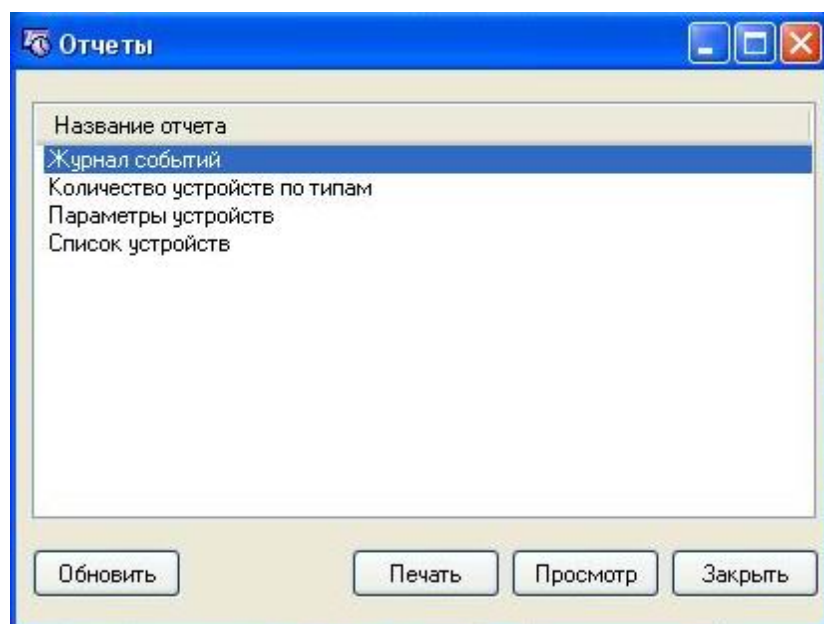 Отчеты
Название отчета
Журнал событий
Количество устройств по типам
Параметры устройств
Список устройств
Обновить Печать Просмотр Закрыть